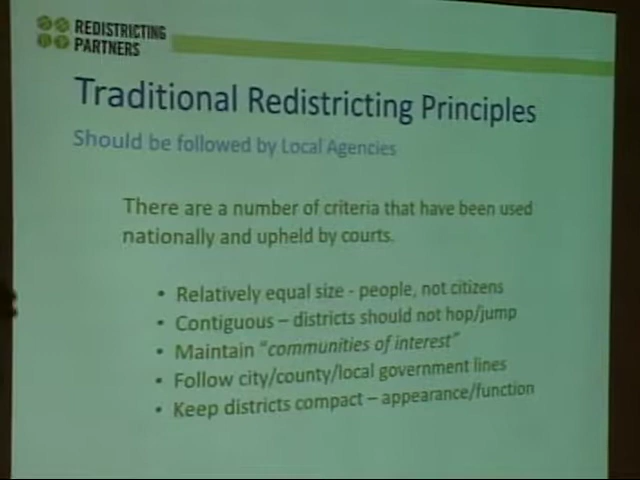 REDISTRICTING
PARTNERS
Traditional Redistricting Principles
Should be followed by Local Agencies
There are a number of criteria that have been used
nationally and upheld by courts.
• Relatively equal size - people, not citizens
• Contiguous – districts should not hop/jump
• Maintain "communities of interest"
• Follow city/county/local government lines
• Keep districts compact – appearance/function